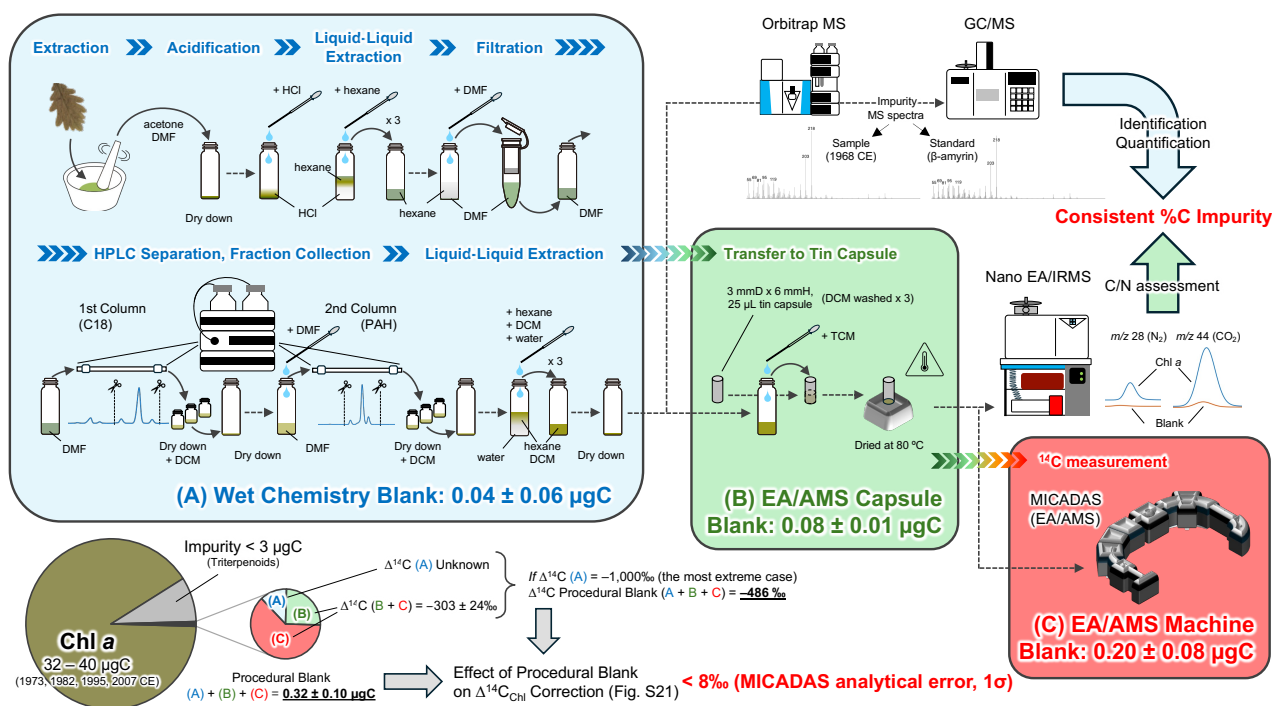 Extraction
Acidification
Liquid-Liquid
Extraction
Filtration
+ HCl
+ hexane
x 3
+ DMF
acetone
DMF
hexane
Dry down
HCl
hexane
DMF
DMF
HPLC Separation, Fraction Collection
Liquid-Liquid Extraction
1st Column
(C18)
2nd Column
(PAH)
+ DMF
+ hexane
+ DCM
+ water
x 3
DMF
Dry down
+ DCM
Dry down
DMF
Dry down
+ DCM
water
hexane
DCM
Dry down
(A) Wet Chemistry Blank: 0.04 ± 0.06 µgC
Orbitrap MS
GC/MS
Impurity
MS spectra
Sample
(1968 CE)
Standard
(β-amyrin)
218
203
119
218
203
119
Identification
Quantification
Consistent %C Impurity
C/N assessment
Transfer to Tin Capsule
3 mmD x 6 mmH,
25 µL tin capsule
(DCM washed x 3)
+ TCM
Dried at 80 ºC
(B) EA/AMS Capsule
Blank: 0.08 ± 0.01 µgC
Nano EA/IRMS
m/z 28 (N₂)
m/z 44 (CO₂)
Chl a
Blank
¹⁴C measurement
MICADAS
(EA/AMS)
(C) EA/AMS Machine
Blank: 0.20 ± 0.08 µgC
Impurity < 3 µgC
(Triterpenoids)
Chl a
32 – 40 µgC
(1973, 1982, 1995, 2007 CE)
(A)
(B)
(C)
Δ¹⁴C (A) Unknown
Δ¹⁴C (B + C) = −303 ± 24‰
If Δ¹⁴C (A) = −1,000‰ (the most extreme case)
Δ¹⁴C Procedural Blank (A + B + C) = −486 ‰
Procedural Blank
(A) + (B) + (C) = 0.32 ± 0.10 µgC
Effect of Procedural Blank
on Δ¹⁴C_Chl Correction (Fig. S21)
< 8‰ (MICADAS analytical error, 1σ)